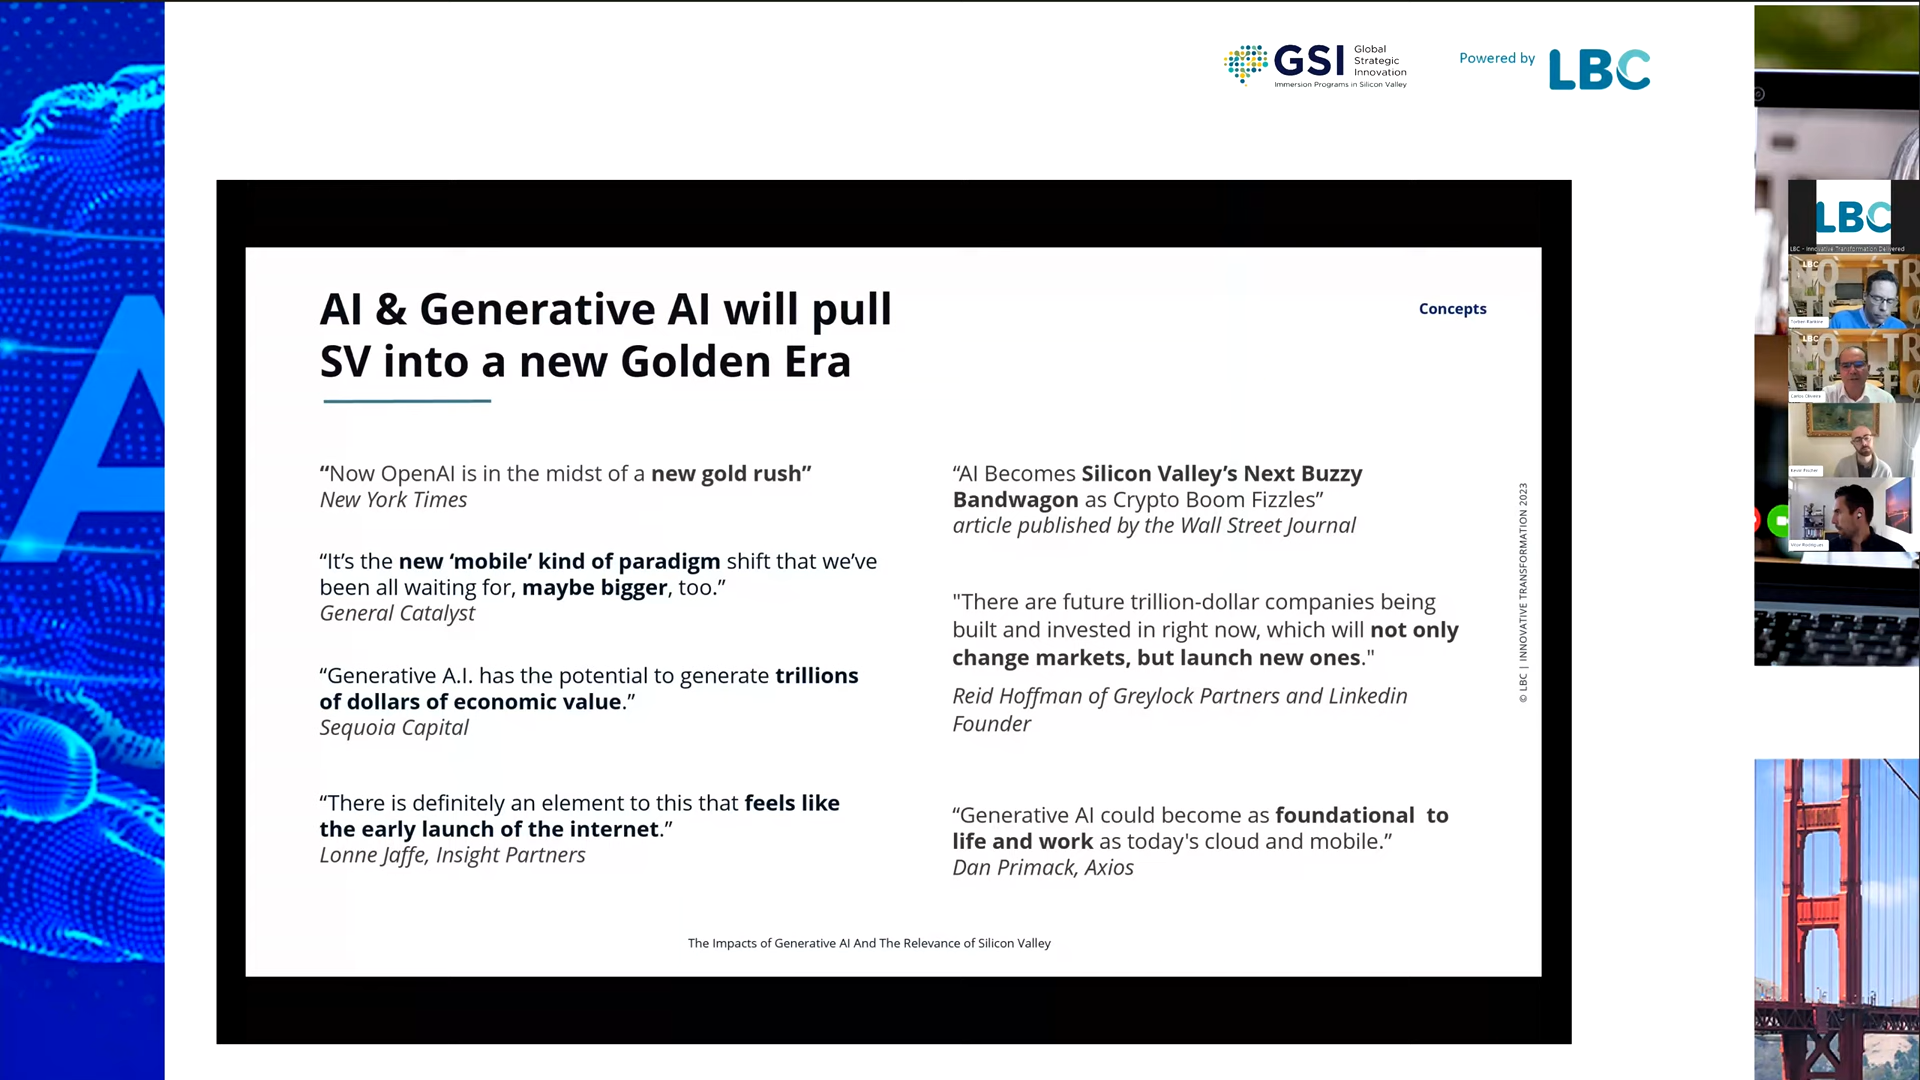 GSI
Global
Strategic
Innovation
Immersion Programs in Silicon Valley
Powered by
LBC
AI & Generative AI will pull
SV into a new Golden Era
Concepts
“Now OpenAI is in the midst of a new gold rush”
New York Times
“It’s the new ‘mobile’ kind of paradigm shift that we’ve
been all waiting for, maybe bigger, too.”
General Catalyst
“Generative A.I. has the potential to generate trillions
of dollars of economic value.”
Sequoia Capital
“There is definitely an element to this that feels like
the early launch of the internet.”
Lonne Jaffe, Insight Partners
“AI Becomes Silicon Valley’s Next Buzzy
Bandwagon as Crypto Boom Fizzles”
article published by the Wall Street Journal
"There are future trillion-dollar companies being
built and invested in right now, which will not only
change markets, but launch new ones."
Reid Hoffman of Greylock Partners and Linkedin
Founder
“Generative AI could become as foundational  to
life and work as today's cloud and mobile.”
Dan Primack, Axios
© LBC | INNOVATIVE TRANSFORMATION 2023
The Impacts of Generative AI And The Relevance of Silicon Valley
LBC
LBC - Innovative Transformation Delivered
LBC
LBC
A